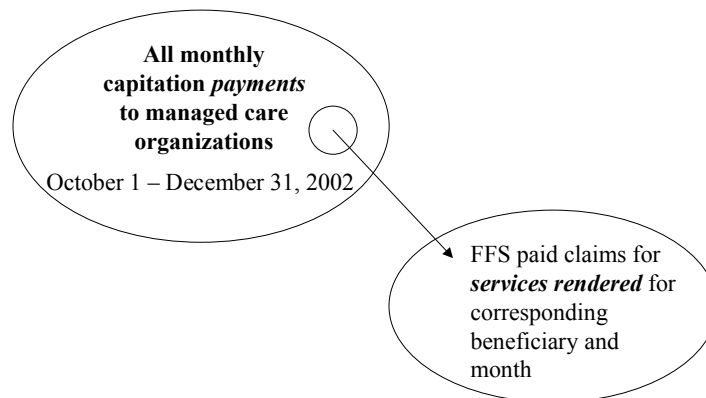 All monthly
capitation payments
to managed care
organizations
October 1 – December 31, 2002
FFS paid claims for
services rendered for
corresponding
beneficiary and
month